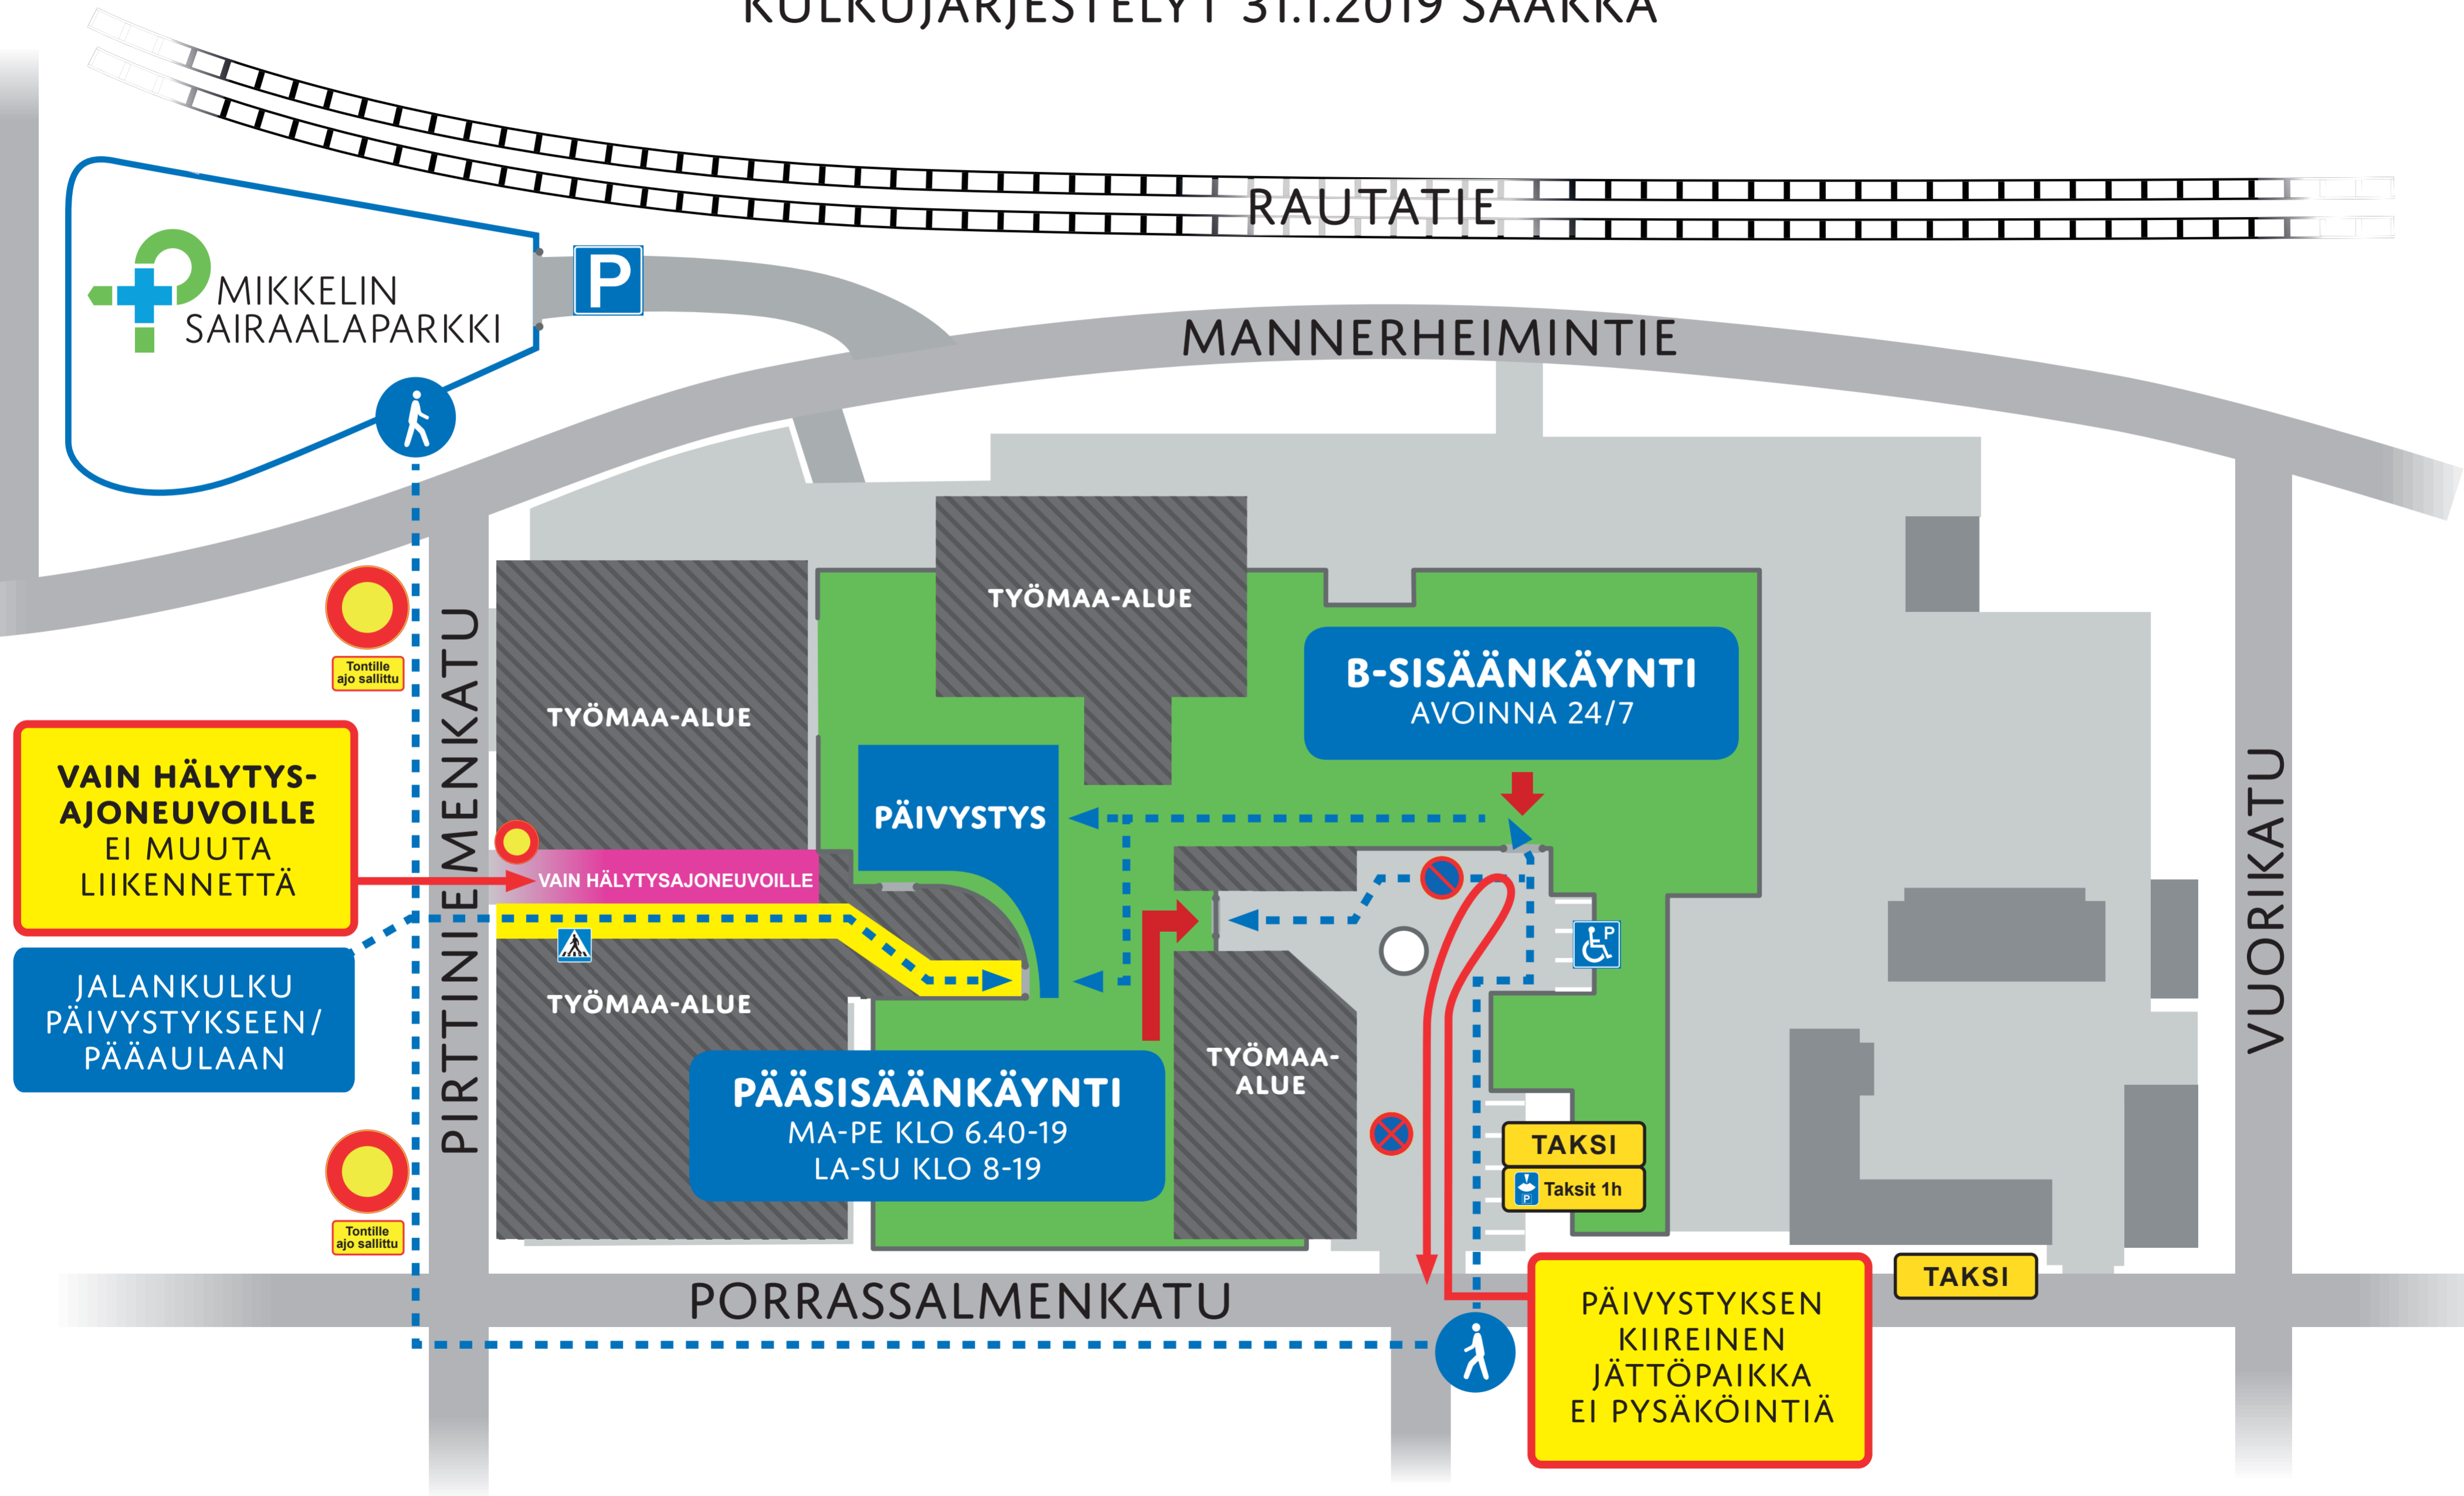 KULKUJÄRJESTELYT 31.1.2019 SAAKKA
RAUTATIE
P
MIKKELIN
SAIRAALAPARKKI
MANNERHEIMINTIE
Tontille
ajo sallittu
PIRTTINIEMENKATU
TYÖMAA-ALUE
TYÖMAA-ALUE
B-SISÄÄNKÄYNTI
AVOINNA 24/7
VAIN HÄLYTYS-
AJONEUVOILLE
EI MUUTA
LIIKENNETTÄ
PÄIVYSTYS
VAIN HÄLYTYSAJONEUVOILLE
VUORIKATU
P
JALANKULKU
PÄIVYSTYKSEEN/
PÄÄAULAAN
TYÖMAA-ALUE
TYÖMAA-
ALUE
PÄÄSISÄÄNKÄYNTI
MA-PE KLO 6.40-19
LA-SU KLO 8-19
TAKSI
P
Taksit 1h
Tontille
ajo sallittu
PORRASSALMENKATU
TAKSI
PÄIVYSTYKSEN
KIIREINEN
JÄTTÖPAIKKA
EI PYSÄKÖINTIÄ